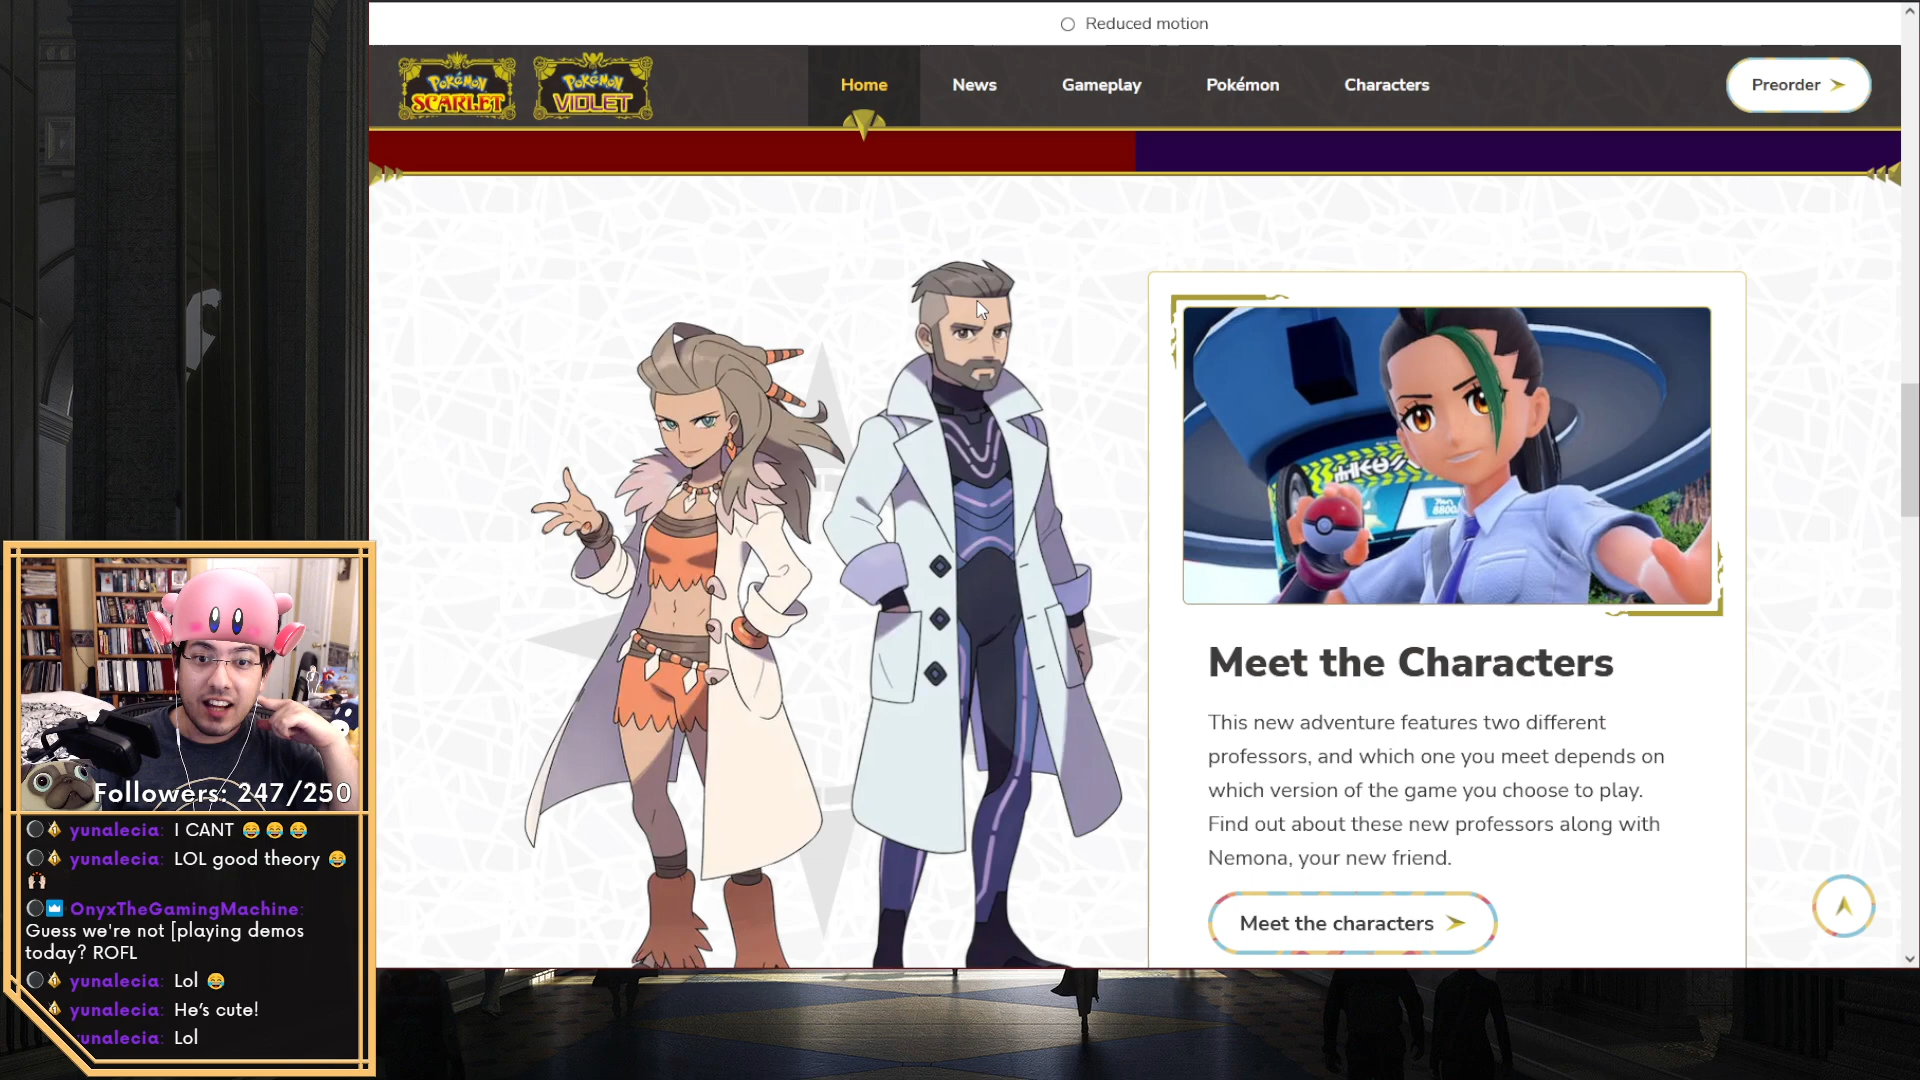 Reduced motion
POKÉMON SCARLET
POKÉMON VIOLET
Home
News
Gameplay
Pokémon
Characters
Preorder
Meet the Characters
This new adventure features two different
professors, and which one you meet depends on
which version of the game you choose to play.
Find out about these new professors along with
Nemona, your new friend.
Meet the characters
Followers: 247/250
yunalecia: I CANT 😂 😂 😂
yunalecia: LOL good theory 😂
🙌🏻
OnyxTheGamingMachine:
Guess we're not [playing demos
today? ROFL
yunalecia: Lol 😂
yunalecia: He's cute!
yunalecia: Lol